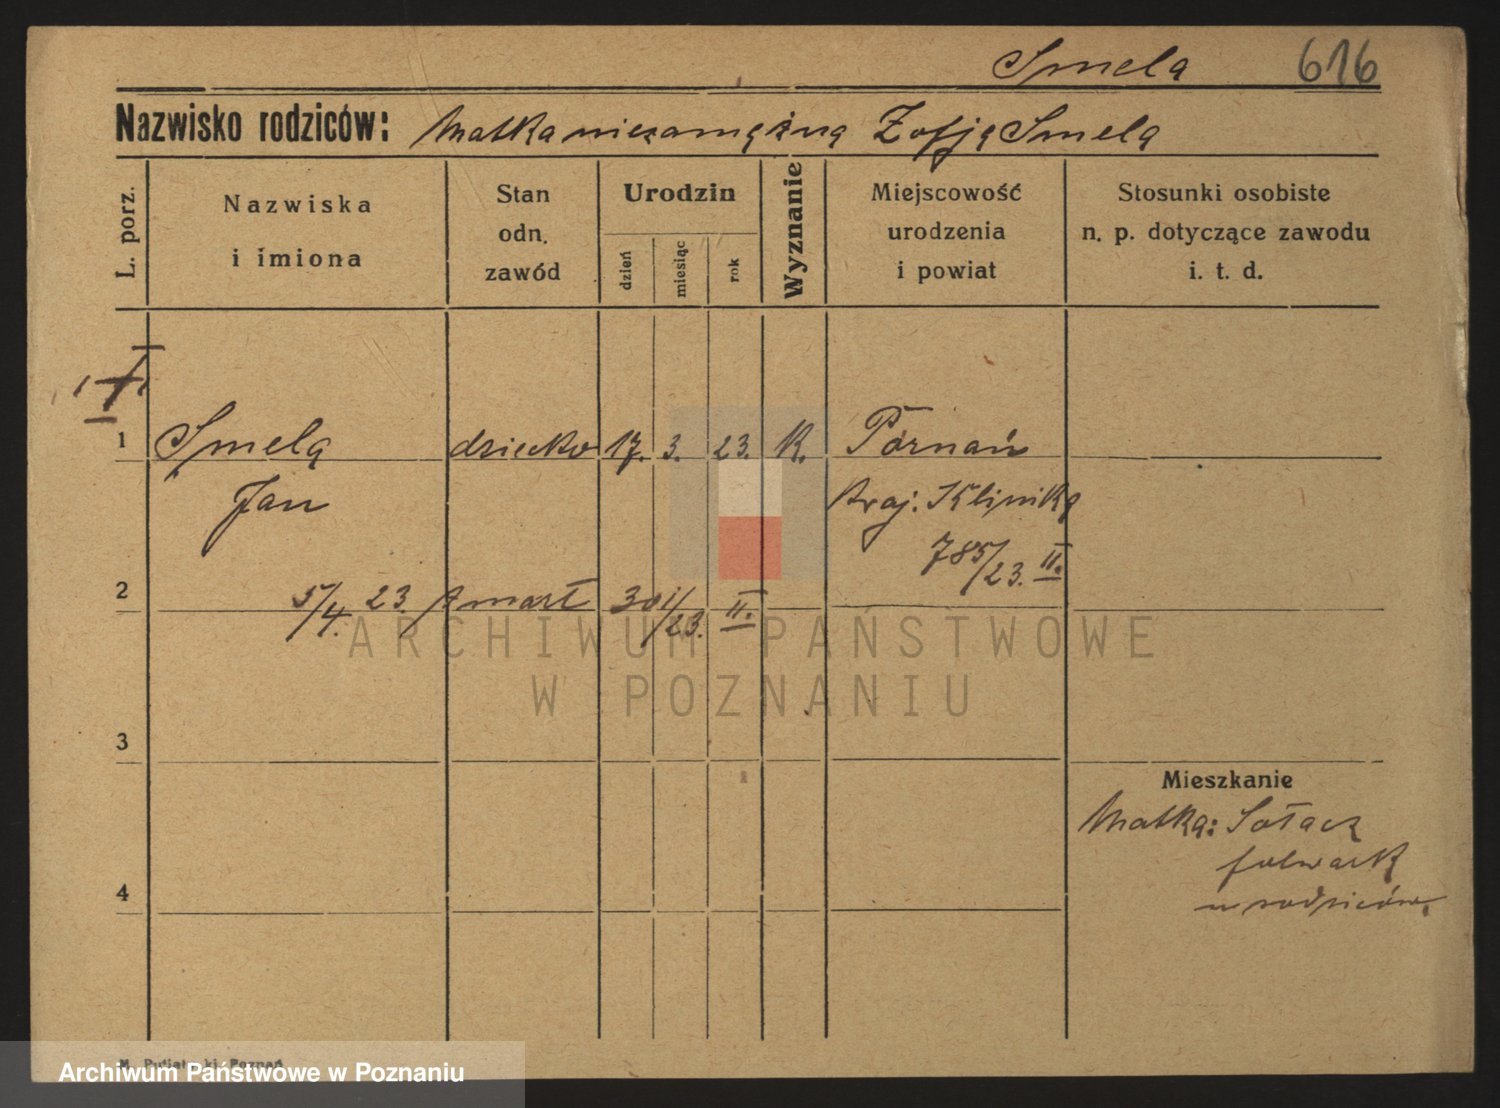 Smela 616
Nazwisko rodziców: Matka niezamężna Zofja Smela
L. porz.
Nazwiska
i imiona
Stan
odn.
zawód
Urodzin
dzień
miesiąc
rok
Wyznanie
Miejscowość
urodzenia
i powiat
Stosunki osobiste
n. p. dotyczące zawodu
i. t. d.
1 Smela dziecko 17. 3. 23. K. Poznań
Jan Kraj. Klinika
785/23. II.
2 5/4. 23. zmarł 301/23. II.
ARCHIWUM PAŃSTWOWE
W POZNANIU
3
Mieszkanie
Matka: Sołacz
folwark
u rodziców.
4
Poznań
Archiwum Państwowe w Poznaniu